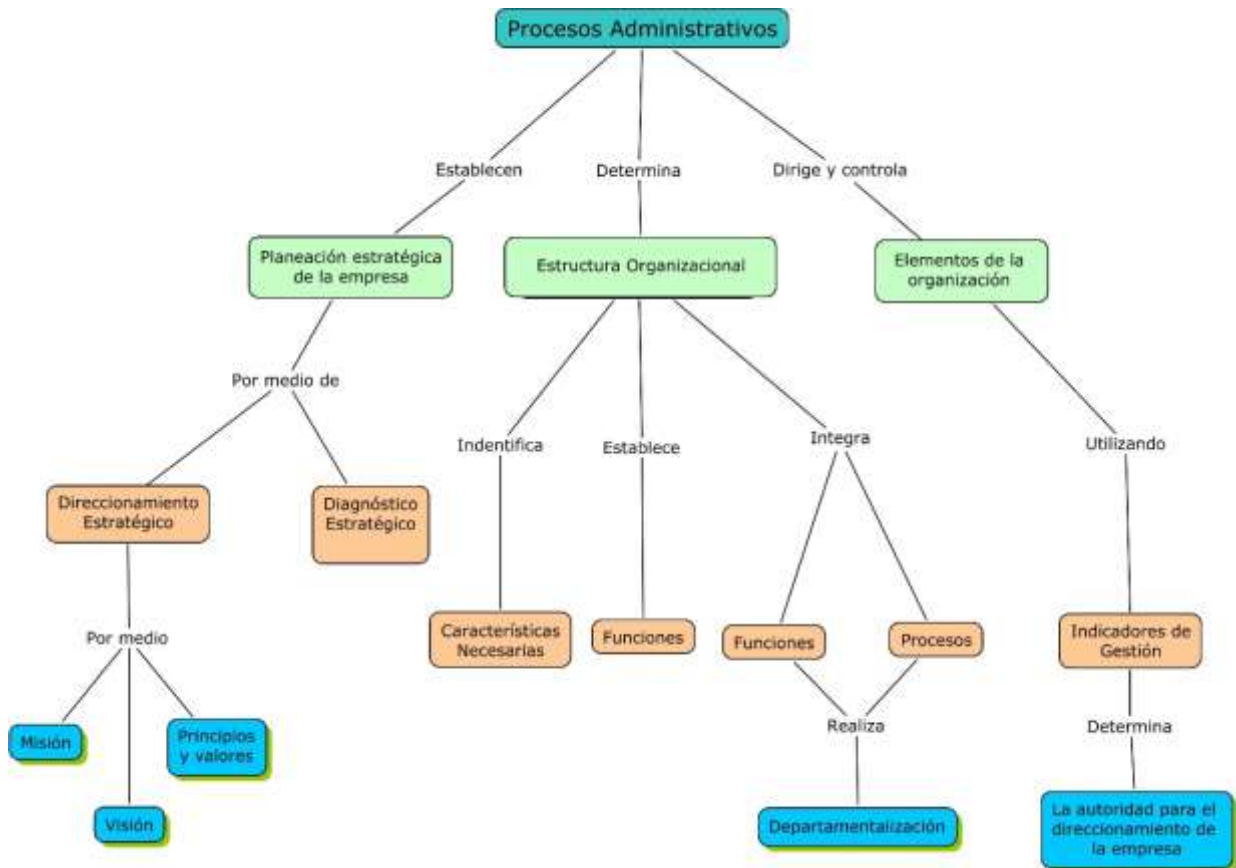 Procesos Administrativos
Establecen
Determina
Dirige y controla
Planeación estratégica
de la empresa
Estructura Organizacional
Elementos de la
organización
Por medio de
Indentifica
Establece
Integra
Utilizando
Direccionamiento
Estratégico
Diagnóstico
Estratégico
Características
Necesarias
Funciones
Funciones
Procesos
Indicadores de
Gestión
Por medio
Realiza
Determina
Misión
Principios
y valores
Visión
Departamentalización
La autoridad para el
direccionamiento de
la empresa